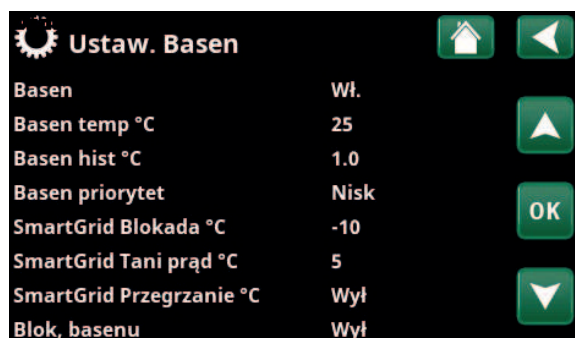 Ustaw. Basen
Basen Wł.
Basen temp °C 25
Basen hist °C 1.0
Basen priorytet Nisk
SmartGrid Blokada °C -10
OK
SmartGrid Tani prąd °C 5
SmartGrid Przegrzanie °C Wył
Blok, basenu Wył